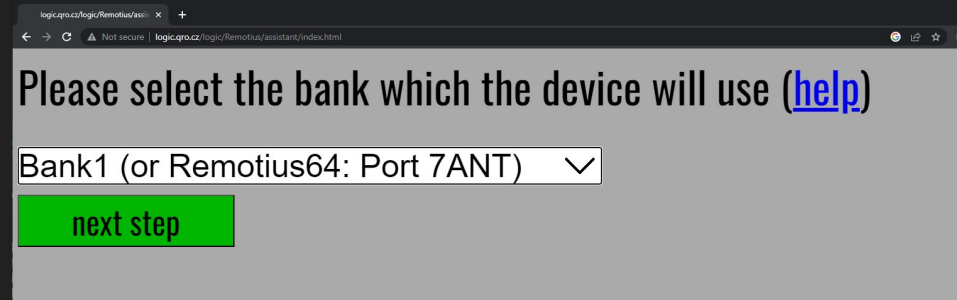 logic.qro.cz/logic/Remotius/assis
Not secure | logic.qro.cz/logic/Remotius/assistant/index.html
Please select the bank which the device will use (help)
Bank1 (or Remotius64: Port 7ANT)
next step